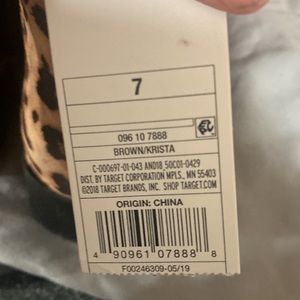 7
096 10 7888
BROWN/KRISTA
C-000697-01-043 AND18_50C01-0429
DIST. BY TARGET CORPORATION MPLS., MN 55403
©2018 TARGET BRANDS, INC. SHOP TARGET.COM
ORIGIN: CHINA
4 90961 07888 8
F00246309-05/19